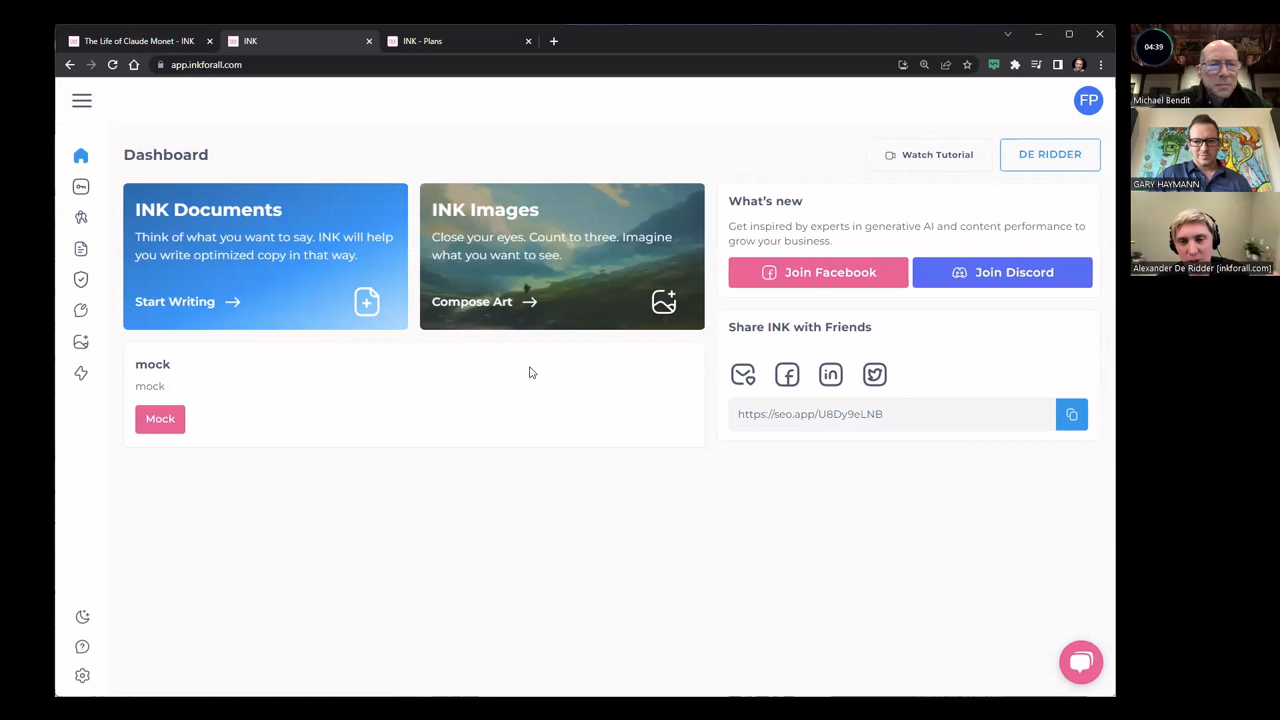 The Life of Claude Monet - INK
INK
INK - Plans
app.inkforall.com
FP
Dashboard
Watch Tutorial
DE RIDDER
INK Documents
Think of what you want to say. INK will help
you write optimized copy in that way.
Start Writing
INK Images
Close your eyes. Count to three. Imagine
what you want to see.
Compose Art
What's new
Get inspired by experts in generative AI and content performance to
grow your business.
Join Facebook
Join Discord
mock
mock
Mock
Share INK with Friends
https://seo.app/U8Dy9eLNB
04:39
Michael Bendit
GARY HAYMANN
Alexander De Ridder [inkforall.com]